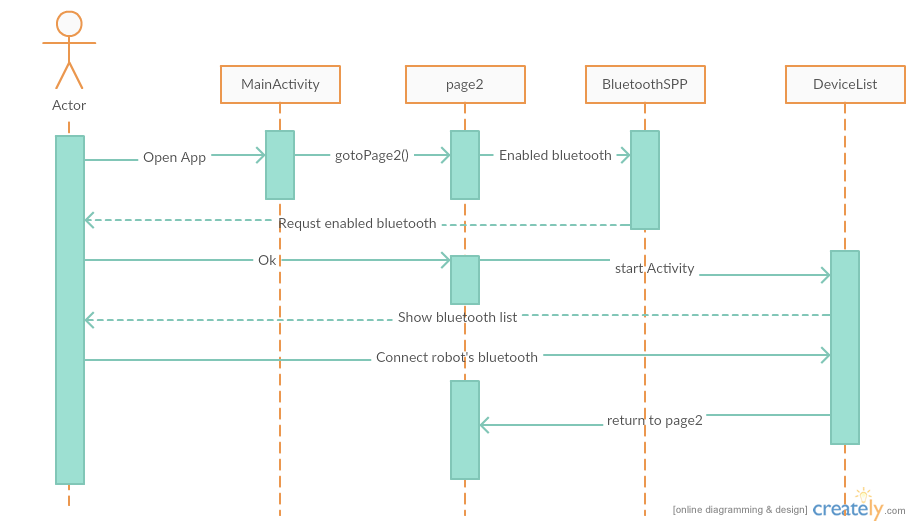 Actor
MainActivity
page2
BluetoothSPP
DeviceList
Open App
gotoPage2()
Enabled bluetooth
Requst enabled bluetooth
Ok
start Activity
Show bluetooth list
Connect robot's bluetooth
return to page2
[online diagramming & design] creately.com